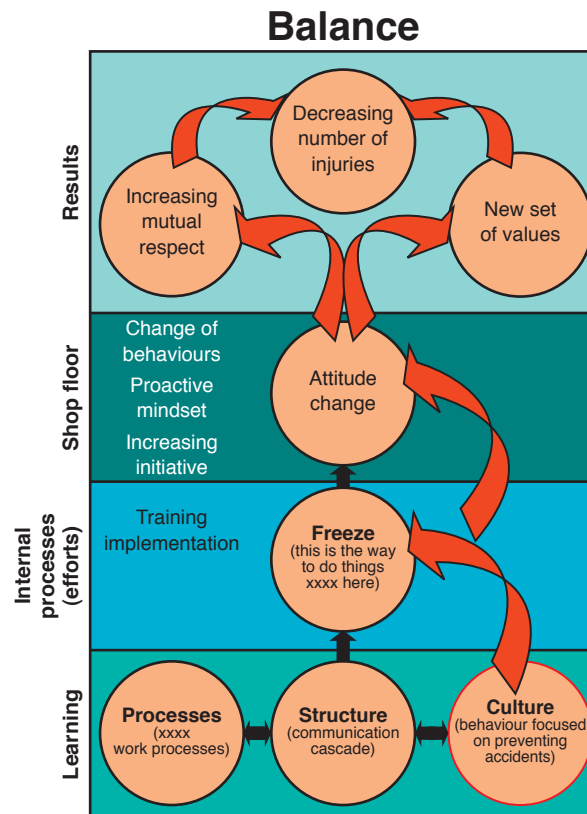 Balance
Results
Decreasing
number of
injuries
Increasing
mutual
respect
New set
of values
Shop floor
Change of
behaviours
Proactive
mindset
Increasing
initiative
Attitude
change
Internal
processes
(efforts)
Training
implementation
Freeze
(this is the way
to do things
xxxx here)
Learning
Processes
(xxxx
work processes)
Structure
(communication
cascade)
Culture
(behaviour focused
on preventing
accidents)